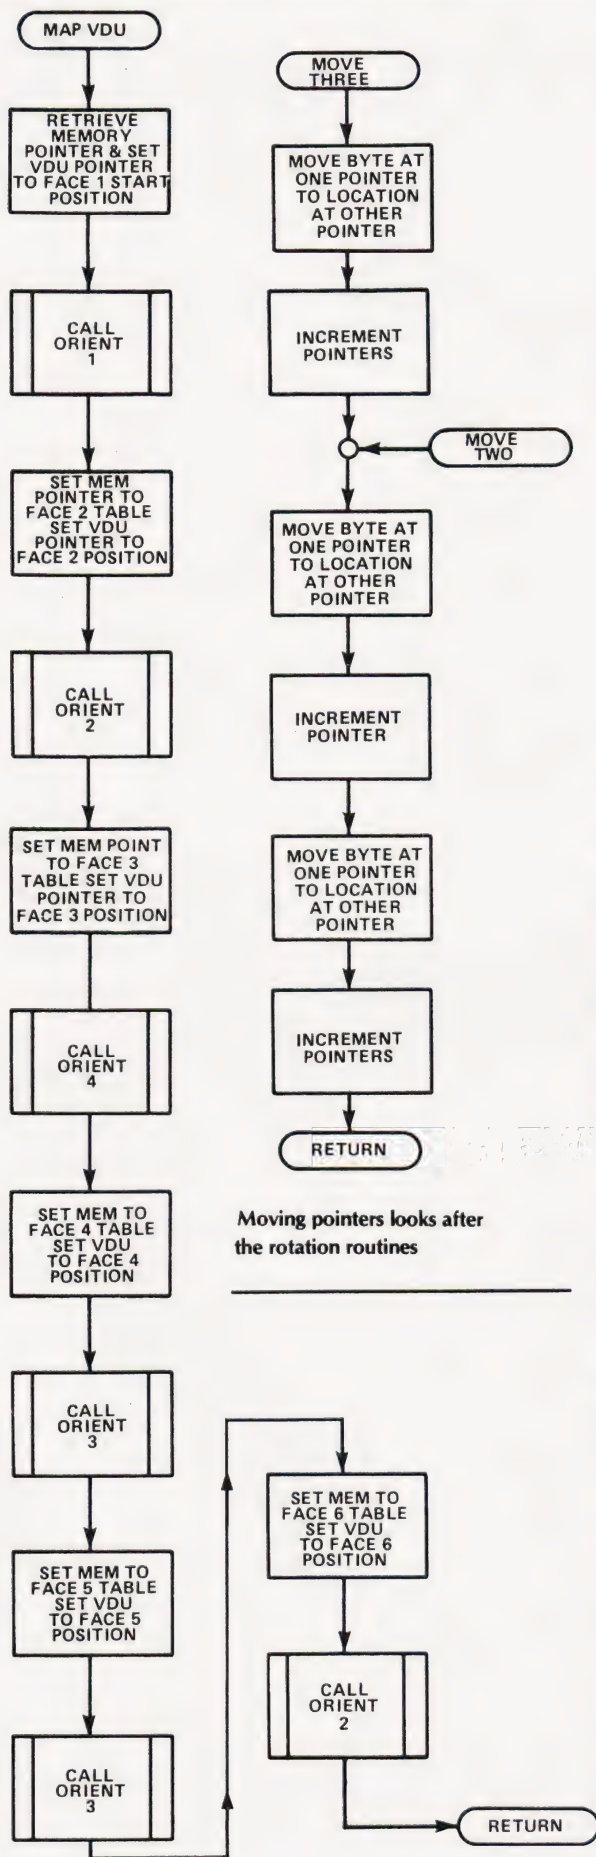 MAP VDU
RETRIEVE
MEMORY
POINTER & SET
VDU POINTER
TO FACE 1 START
POSITION
CALL
ORIENT
1
SET MEM
POINTER TO
FACE 2 TABLE
SET VDU
POINTER TO
FACE 2 POSITION
CALL
ORIENT
2
SET MEM POINT
TO FACE 3
TABLE SET VDU
POINTER TO
FACE 3 POSITION
CALL
ORIENT
4
SET MEM TO
FACE 4 TABLE
SET VDU
TO FACE 4
POSITION
CALL
ORIENT
3
SET MEM TO
FACE 5 TABLE
SET VDU
TO FACE 5
POSITION
CALL
ORIENT
3
SET MEM TO
FACE 6 TABLE
SET VDU
TO FACE 6
POSITION
CALL
ORIENT
2
RETURN
MOVE
THREE
MOVE BYTE AT
ONE POINTER
TO LOCATION
AT OTHER
POINTER
INCREMENT
POINTERS
MOVE
TWO
MOVE BYTE AT
ONE POINTER
TO LOCATION
AT OTHER
POINTER
INCREMENT
POINTER
MOVE BYTE AT
ONE POINTER
TO LOCATION
AT OTHER
POINTER
INCREMENT
POINTERS
RETURN
Moving pointers looks after
the rotation routines